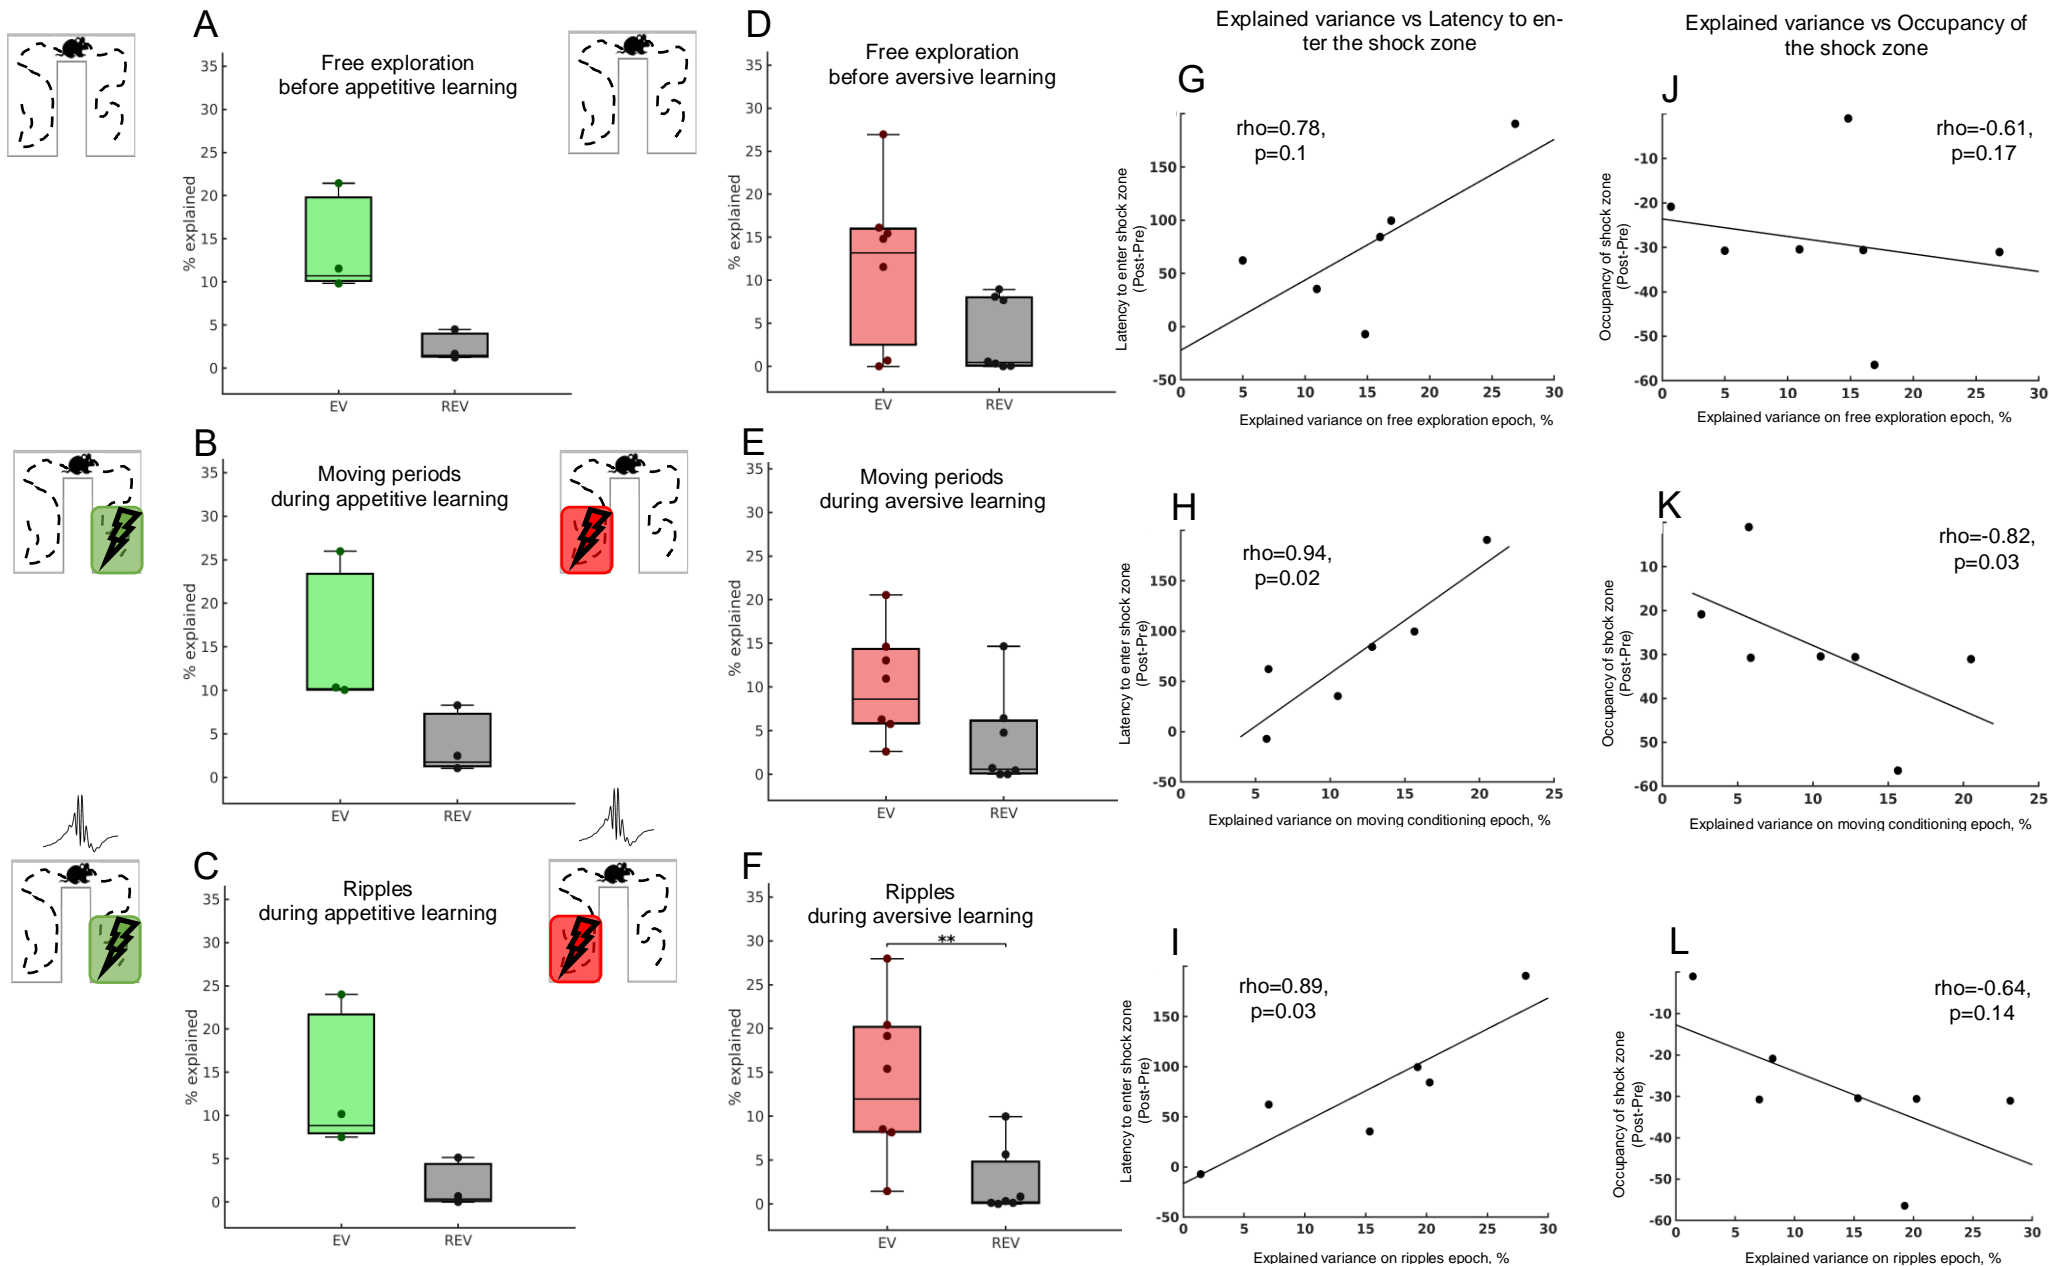 A
Free exploration
before appetitive learning
% explained
35
30
25
20
15
10
5
0
EV
REV
D
Free exploration
before aversive learning
% explained
35
30
25
20
15
10
5
0
EV
REV
Explained variance vs Latency to en-
ter the shock zone
G
rho=0.78,
p=0.1
Latency to enter shock zone
(Post-Pre)
150
100
50
0
-50
0
5
10
15
20
25
30
Explained variance on free exploration epoch, %
Explained variance vs Occupancy of
the shock zone
J
rho=-0.61,
p=0.17
Occupancy of shock zone
(Post-Pre)
-10
-20
-30
-40
-50
-60
0
5
10
15
20
25
30
Explained variance on free exploration epoch, %
B
Moving periods
during appetitive learning
% explained
35
30
25
20
15
10
5
0
EV
REV
E
Moving periods
during aversive learning
% explained
35
30
25
20
15
10
5
0
EV
REV
H
rho=0.94,
p=0.02
Latency to enter shock zone
(Post-Pre)
150
100
50
0
-50
0
5
10
15
20
25
Explained variance on moving conditioning epoch, %
K
rho=-0.82,
p=0.03
Occupancy of shock zone
(Post-Pre)
10
20
30
40
50
-60
0
5
10
15
20
25
Explained variance on moving conditioning epoch, %
C
Ripples
during appetitive learning
% explained
35
30
25
20
15
10
5
0
EV
REV
F
Ripples
during aversive learning
**
% explained
35
30
25
20
15
10
5
0
EV
REV
I
rho=0.89,
p=0.03
Latency to enter shock zone
(Post-Pre)
150
100
50
0
-50
0
5
10
15
20
25
30
Explained variance on ripples epoch, %
L
rho=-0.64,
p=0.14
Occupancy of shock zone
(Post-Pre)
-10
-20
-30
-40
-50
-60
0
5
10
15
20
25
30
Explained variance on ripples epoch, %